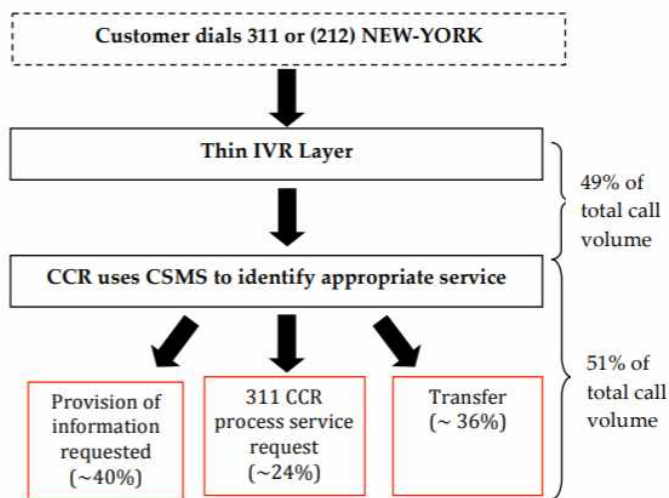 Customer dials 311 or (212) NEW-YORK
Thin IVR Layer
49% of
total call
volume
CCR uses CSMS to identify appropriate service
51% of
total call
volume
Provision of
information
requested
(~40%)
311 CCR
process service
request
(~24%)
Transfer
(~ 36%)